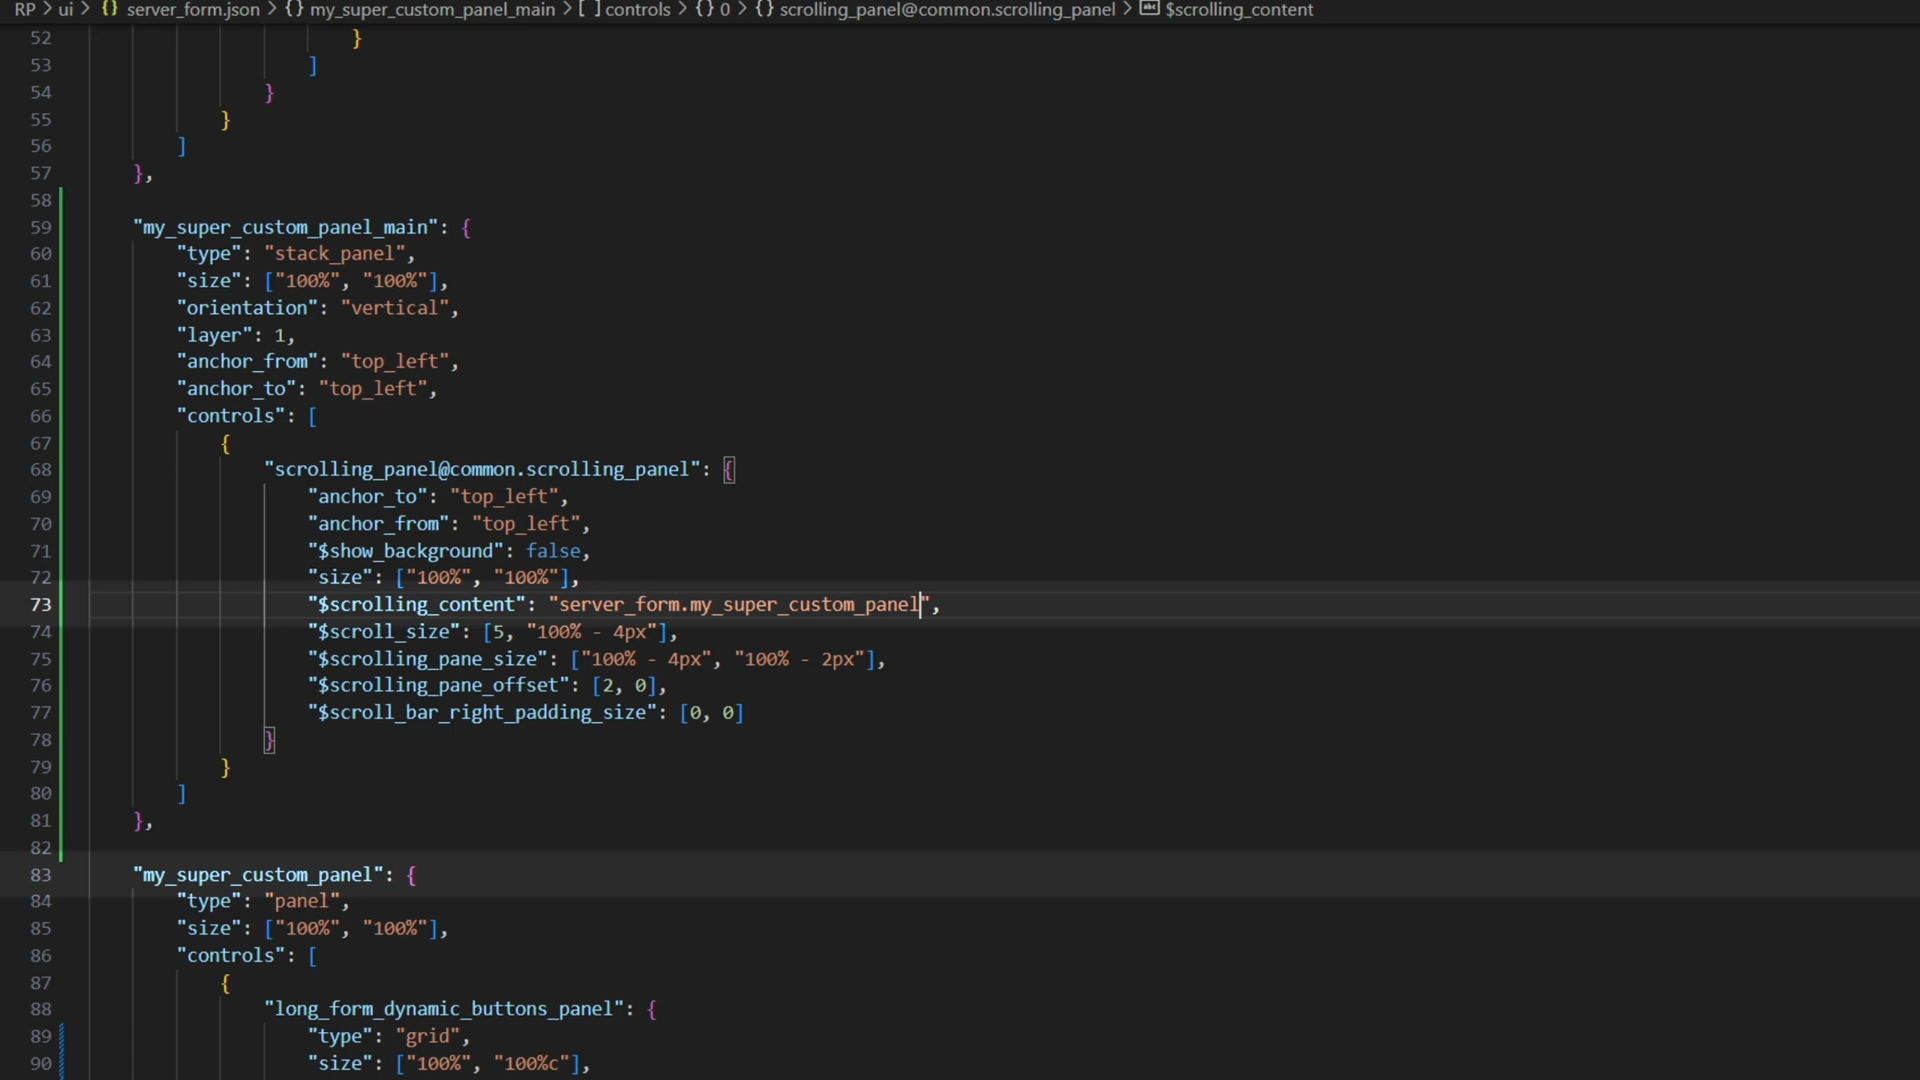 RP > ui > {} server_form.json > {} my_super_custom_panel_main > [ ] controls > {} 0 > {} scrolling_panel@common.scrolling_panel > abc $scrolling_content
52 }
53 ]
54 }
55 }
56 ]
57 },
58
59 "my_super_custom_panel_main": {
60 "type": "stack_panel",
61 "size": ["100%", "100%"],
62 "orientation": "vertical",
63 "layer": 1,
64 "anchor_from": "top_left",
65 "anchor_to": "top_left",
66 "controls": [
67 {
68 "scrolling_panel@common.scrolling_panel": {
69 "anchor_to": "top_left",
70 "anchor_from": "top_left",
71 "$show_background": false,
72 "size": ["100%", "100%"],
73 "$scrolling_content": "server_form.my_super_custom_panel",
74 "$scroll_size": [5, "100% - 4px"],
75 "$scrolling_pane_size": ["100% - 4px", "100% - 2px"],
76 "$scrolling_pane_offset": [2, 0],
77 "$scroll_bar_right_padding_size": [0, 0]
78 }
79 }
80 ]
81 },
82
83 "my_super_custom_panel": {
84 "type": "panel",
85 "size": ["100%", "100%"],
86 "controls": [
87 {
88 "long_form_dynamic_buttons_panel": {
89 "type": "grid",
90 "size": ["100%", "100%c"],